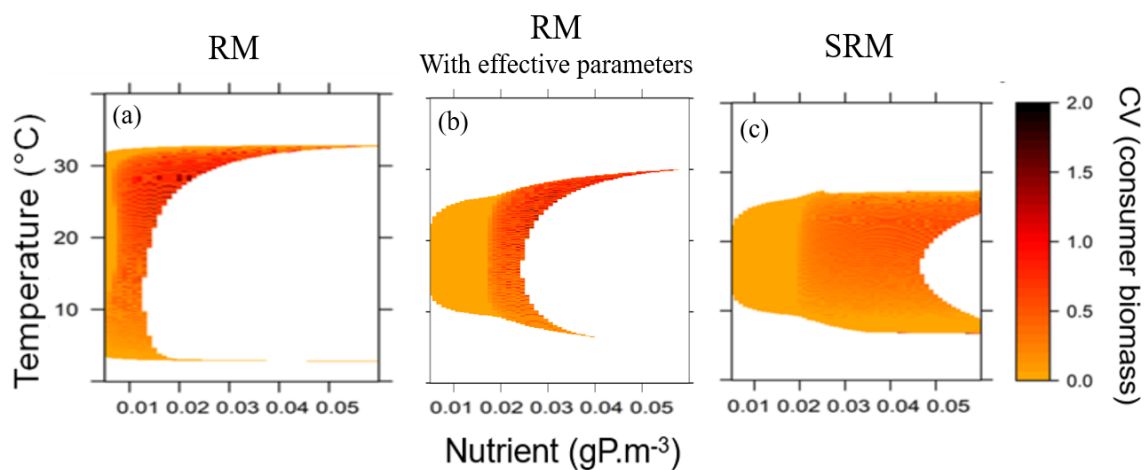 RM
RM
With effective parameters
SRM
(a)
(b)
(c)
Temperature (°C)
30
20
10
0.01 0.02 0.03 0.04 0.05
0.01 0.02 0.03 0.04 0.05
0.01 0.02 0.03 0.04 0.05
Nutrient (gP.m-3)
2.0
1.5
1.0
0.5
0.0
CV (consumer biomass)